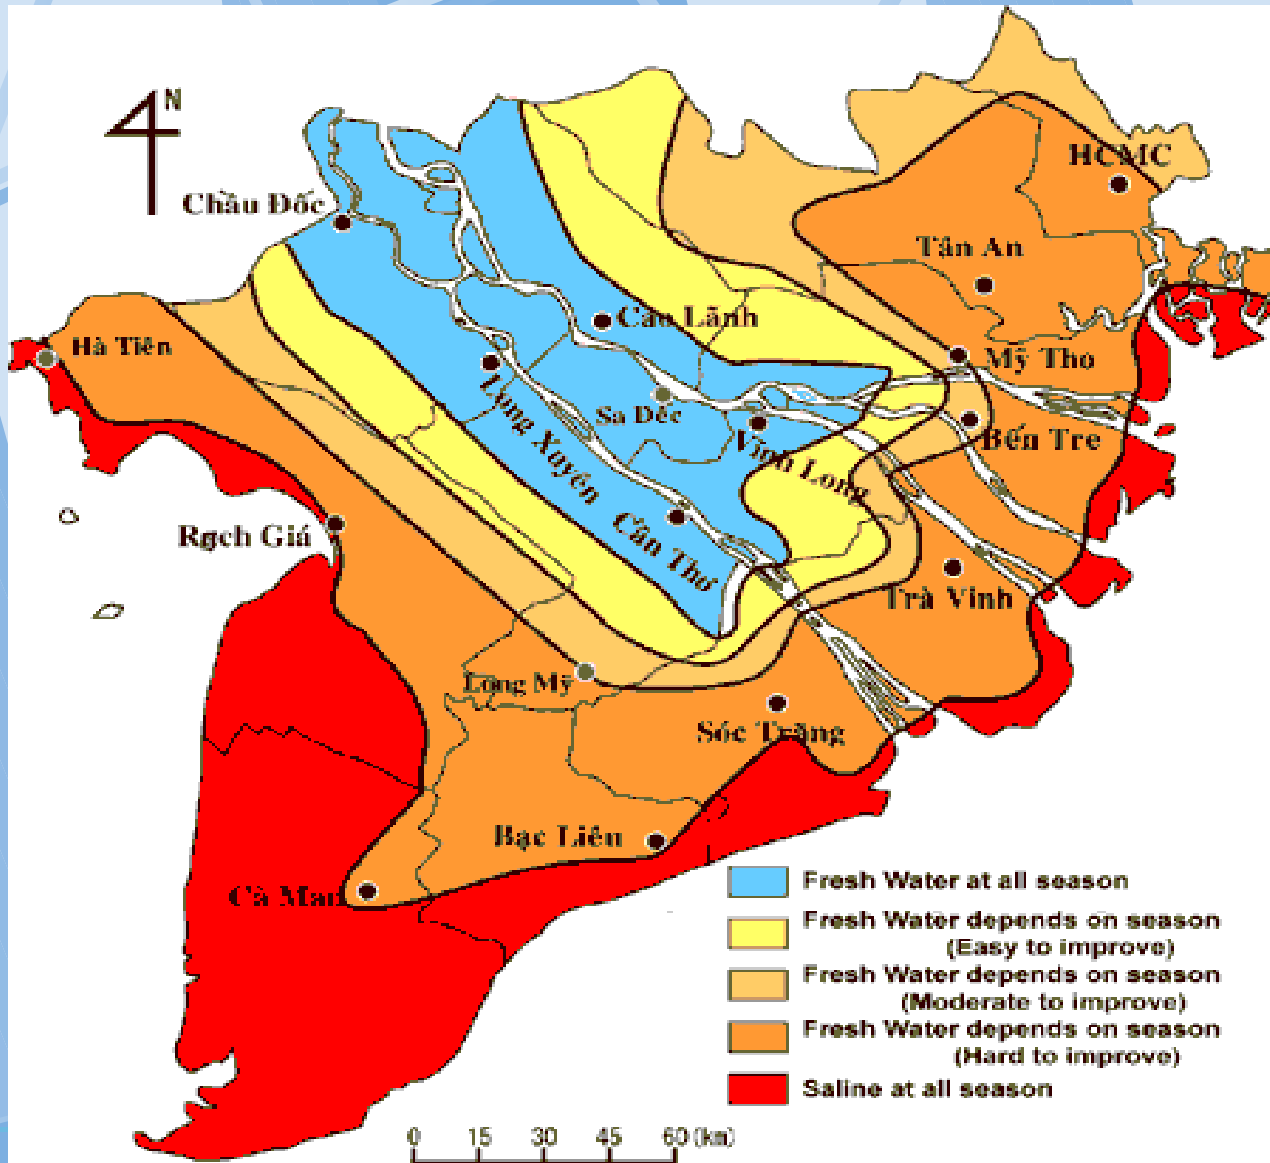 N
HCMC
Chầu Đốc
Tân An
Cao Lãnh
Hà Tiên
Mỹ Tho
Sa Déc
Bến Tre
Vĩnh Long
Long Xuyên
Cần Thơ
Rạch Giá
Trà Vinh
Long Mỹ
Sóc Trăng
Bạc Liêu
Cà Mau
Fresh Water at all season
Fresh Water depends on season
(Easy to improve)
Fresh Water depends on season
(Moderate to improve)
Fresh Water depends on season
(Hard to improve)
Saline at all season
0 15 30 45 60 (km)